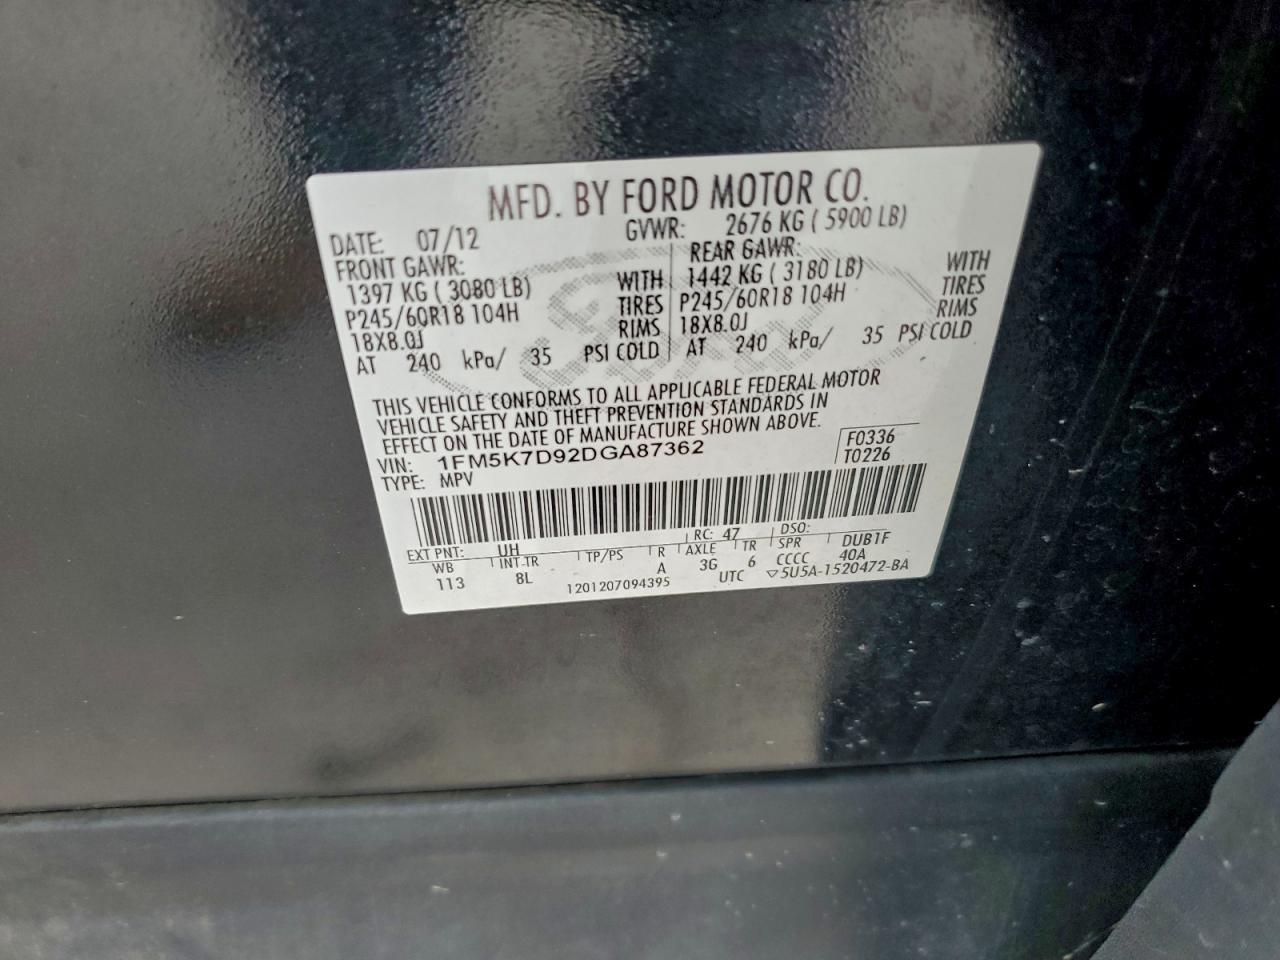 MFD. BY FORD MOTOR CO.
DATE: 07/12 GVWR: 2676 KG ( 5900 LB)
FRONT GAWR: REAR GAWR:
1397 KG ( 3080 LB) WITH 1442 KG ( 3180 LB) WITH
P245/60R18 104H TIRES P245/60R18 104H TIRES
18X8.0J RIMS 18X8.0J RIMS
AT 240 kPa/ 35 PSI COLD AT 240 kPa/ 35 PSI COLD
THIS VEHICLE CONFORMS TO ALL APPLICABLE FEDERAL MOTOR
VEHICLE SAFETY AND THEFT PREVENTION STANDARDS IN
EFFECT ON THE DATE OF MANUFACTURE SHOWN ABOVE.
VIN: 1FM5K7D92DGA87362 F0336
TYPE: MPV T0226
EXT PNT: UH RC: 47 DSO:
WB INT-TR TP/PS R AXLE TR SPR DUB1F
113 8L A 3G 6 CCCC 40A
1201207094395 UTC ▽5U5A-1520472-BA